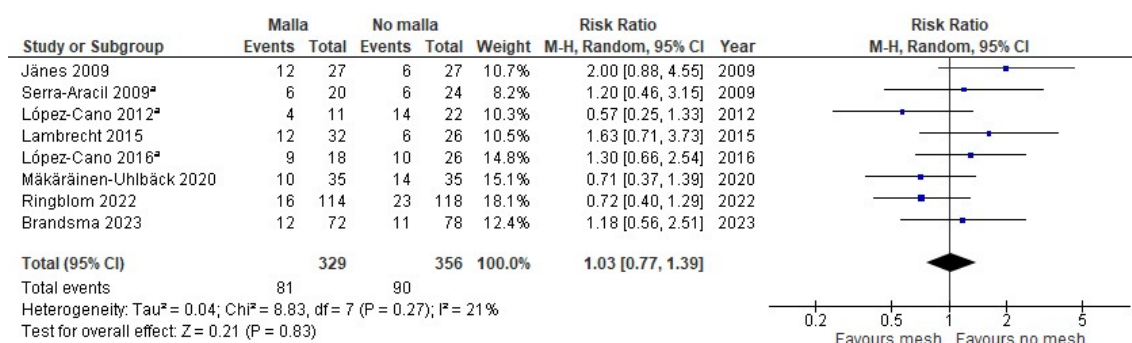 Malla No malla Risk Ratio Risk Ratio
Study or Subgroup Events Total Events Total Weight M-H, Random, 95% CI Year M-H, Random, 95% CI
Jänes 2009 12 27 6 27 10.7% 2.00 [0.88, 4.55] 2009
Serra-Aracil 2009ª 6 20 6 24 8.2% 1.20 [0.46, 3.15] 2009
López-Cano 2012ª 4 11 14 22 10.3% 0.57 [0.25, 1.33] 2012
Lambrecht 2015 12 32 6 26 10.5% 1.63 [0.71, 3.73] 2015
López-Cano 2016ª 9 18 10 26 14.8% 1.30 [0.66, 2.54] 2016
Mäkäräinen-Uhlbäck 2020 10 35 14 35 15.1% 0.71 [0.37, 1.39] 2020
Ringblom 2022 16 114 23 118 18.1% 0.72 [0.40, 1.29] 2022
Brandsma 2023 12 72 11 78 12.4% 1.18 [0.56, 2.51] 2023
Total (95% CI) 329 356 100.0% 1.03 [0.77, 1.39]
Total events 81 90
Heterogeneity: Tau² = 0.04; Chi² = 8.83, df = 7 (P = 0.27); I² = 21%
Test for overall effect: Z = 0.21 (P = 0.83)
0.2 0.5 1 2 5
Favours mesh Favours no mesh